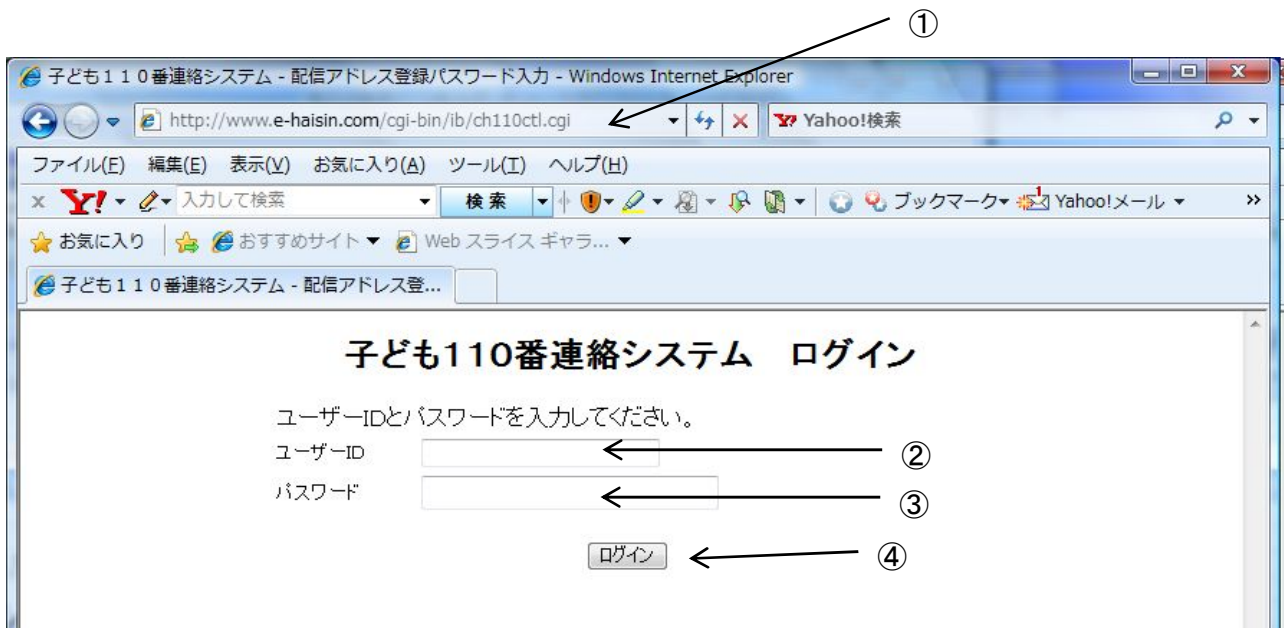 ①
子ども１１０番連絡システム - 配信アドレス登録パスワード入力 - Windows Internet Explorer
http://www.e-haisin.com/cgi-bin/ib/ch110ctl.cgi Yahoo!検索
ファイル(F) 編集(E) 表示(V) お気に入り(A) ツール(T) ヘルプ(H)
x Y! 入力して検索 検索 ブックマーク Yahoo!メール »
お気に入り おすすめサイト Web スライス ギャラ...
子ども１１０番連絡システム - 配信アドレス登...
子ども110番連絡システム　ログイン
ユーザーIDとパスワードを入力してください。
ユーザーID ②
パスワード ③
ログイン ④